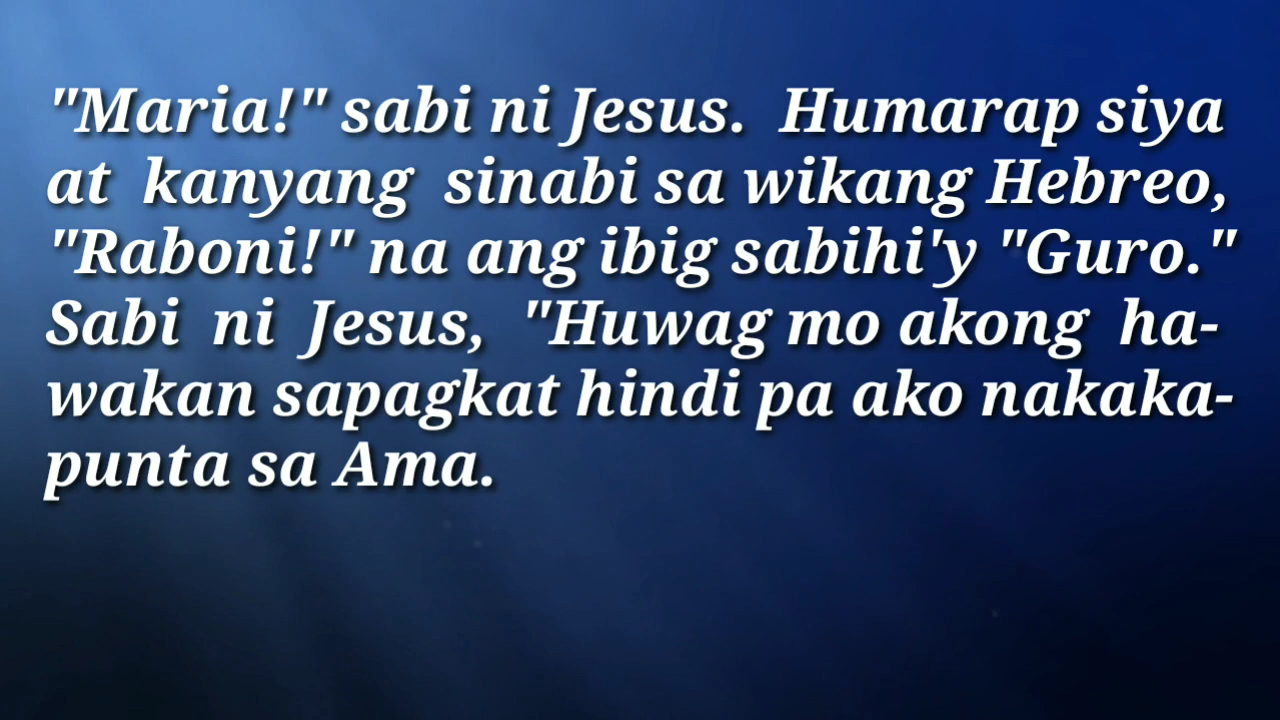 "Maria!" sabi ni Jesus.  Humarap siya
at  kanyang  sinabi sa wikang Hebreo,
"Raboni!" na ang ibig sabihi'y "Guro."
Sabi  ni  Jesus,  "Huwag mo akong  ha-
wakan sapagkat hindi pa ako nakaka-
punta sa Ama.